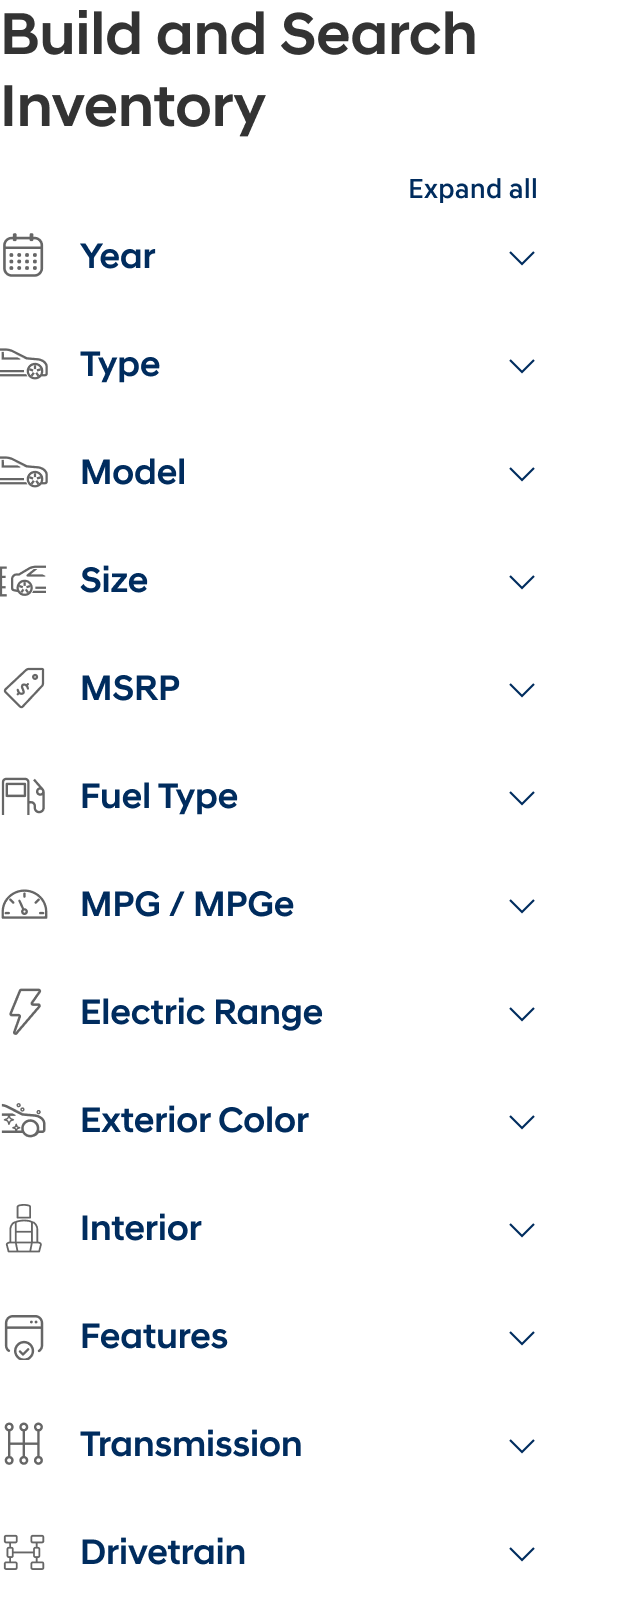 Build and Search
Inventory
Expand all
Year
Type
Model
Size
MSRP
Fuel Type
MPG / MPGe
Electric Range
Exterior Color
Interior
Features
Transmission
Drivetrain